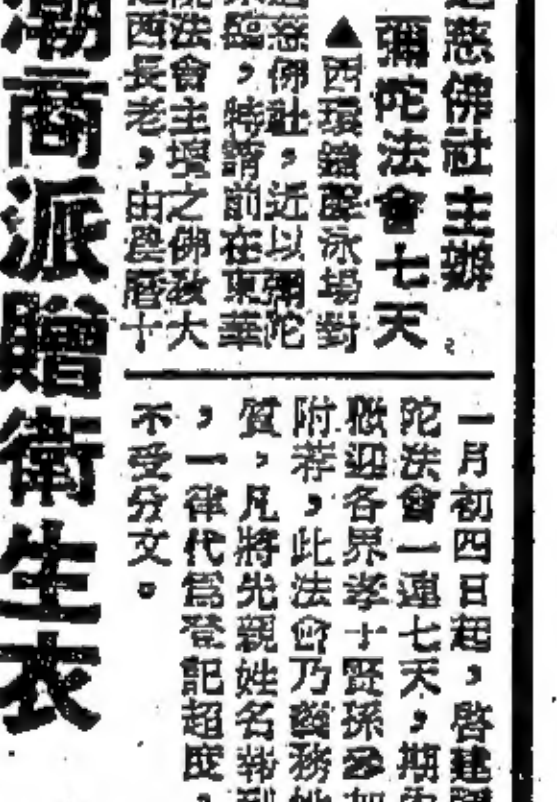 慈佛社主辦
彌陀法會七天
▲西環鐘聲泳場對
慈佛社，近以彌陀
臨，特請前在東華
法會主壇之佛教大
西長老，由農曆十
一月初四日起，啓建
陀法會一連七天，期
歡迎各界孝士賢孫
附荐，此法會乃義務
質，凡將先親姓名報到
，一律代爲登記超度，
不受分文。
潮商派贈衛生衣